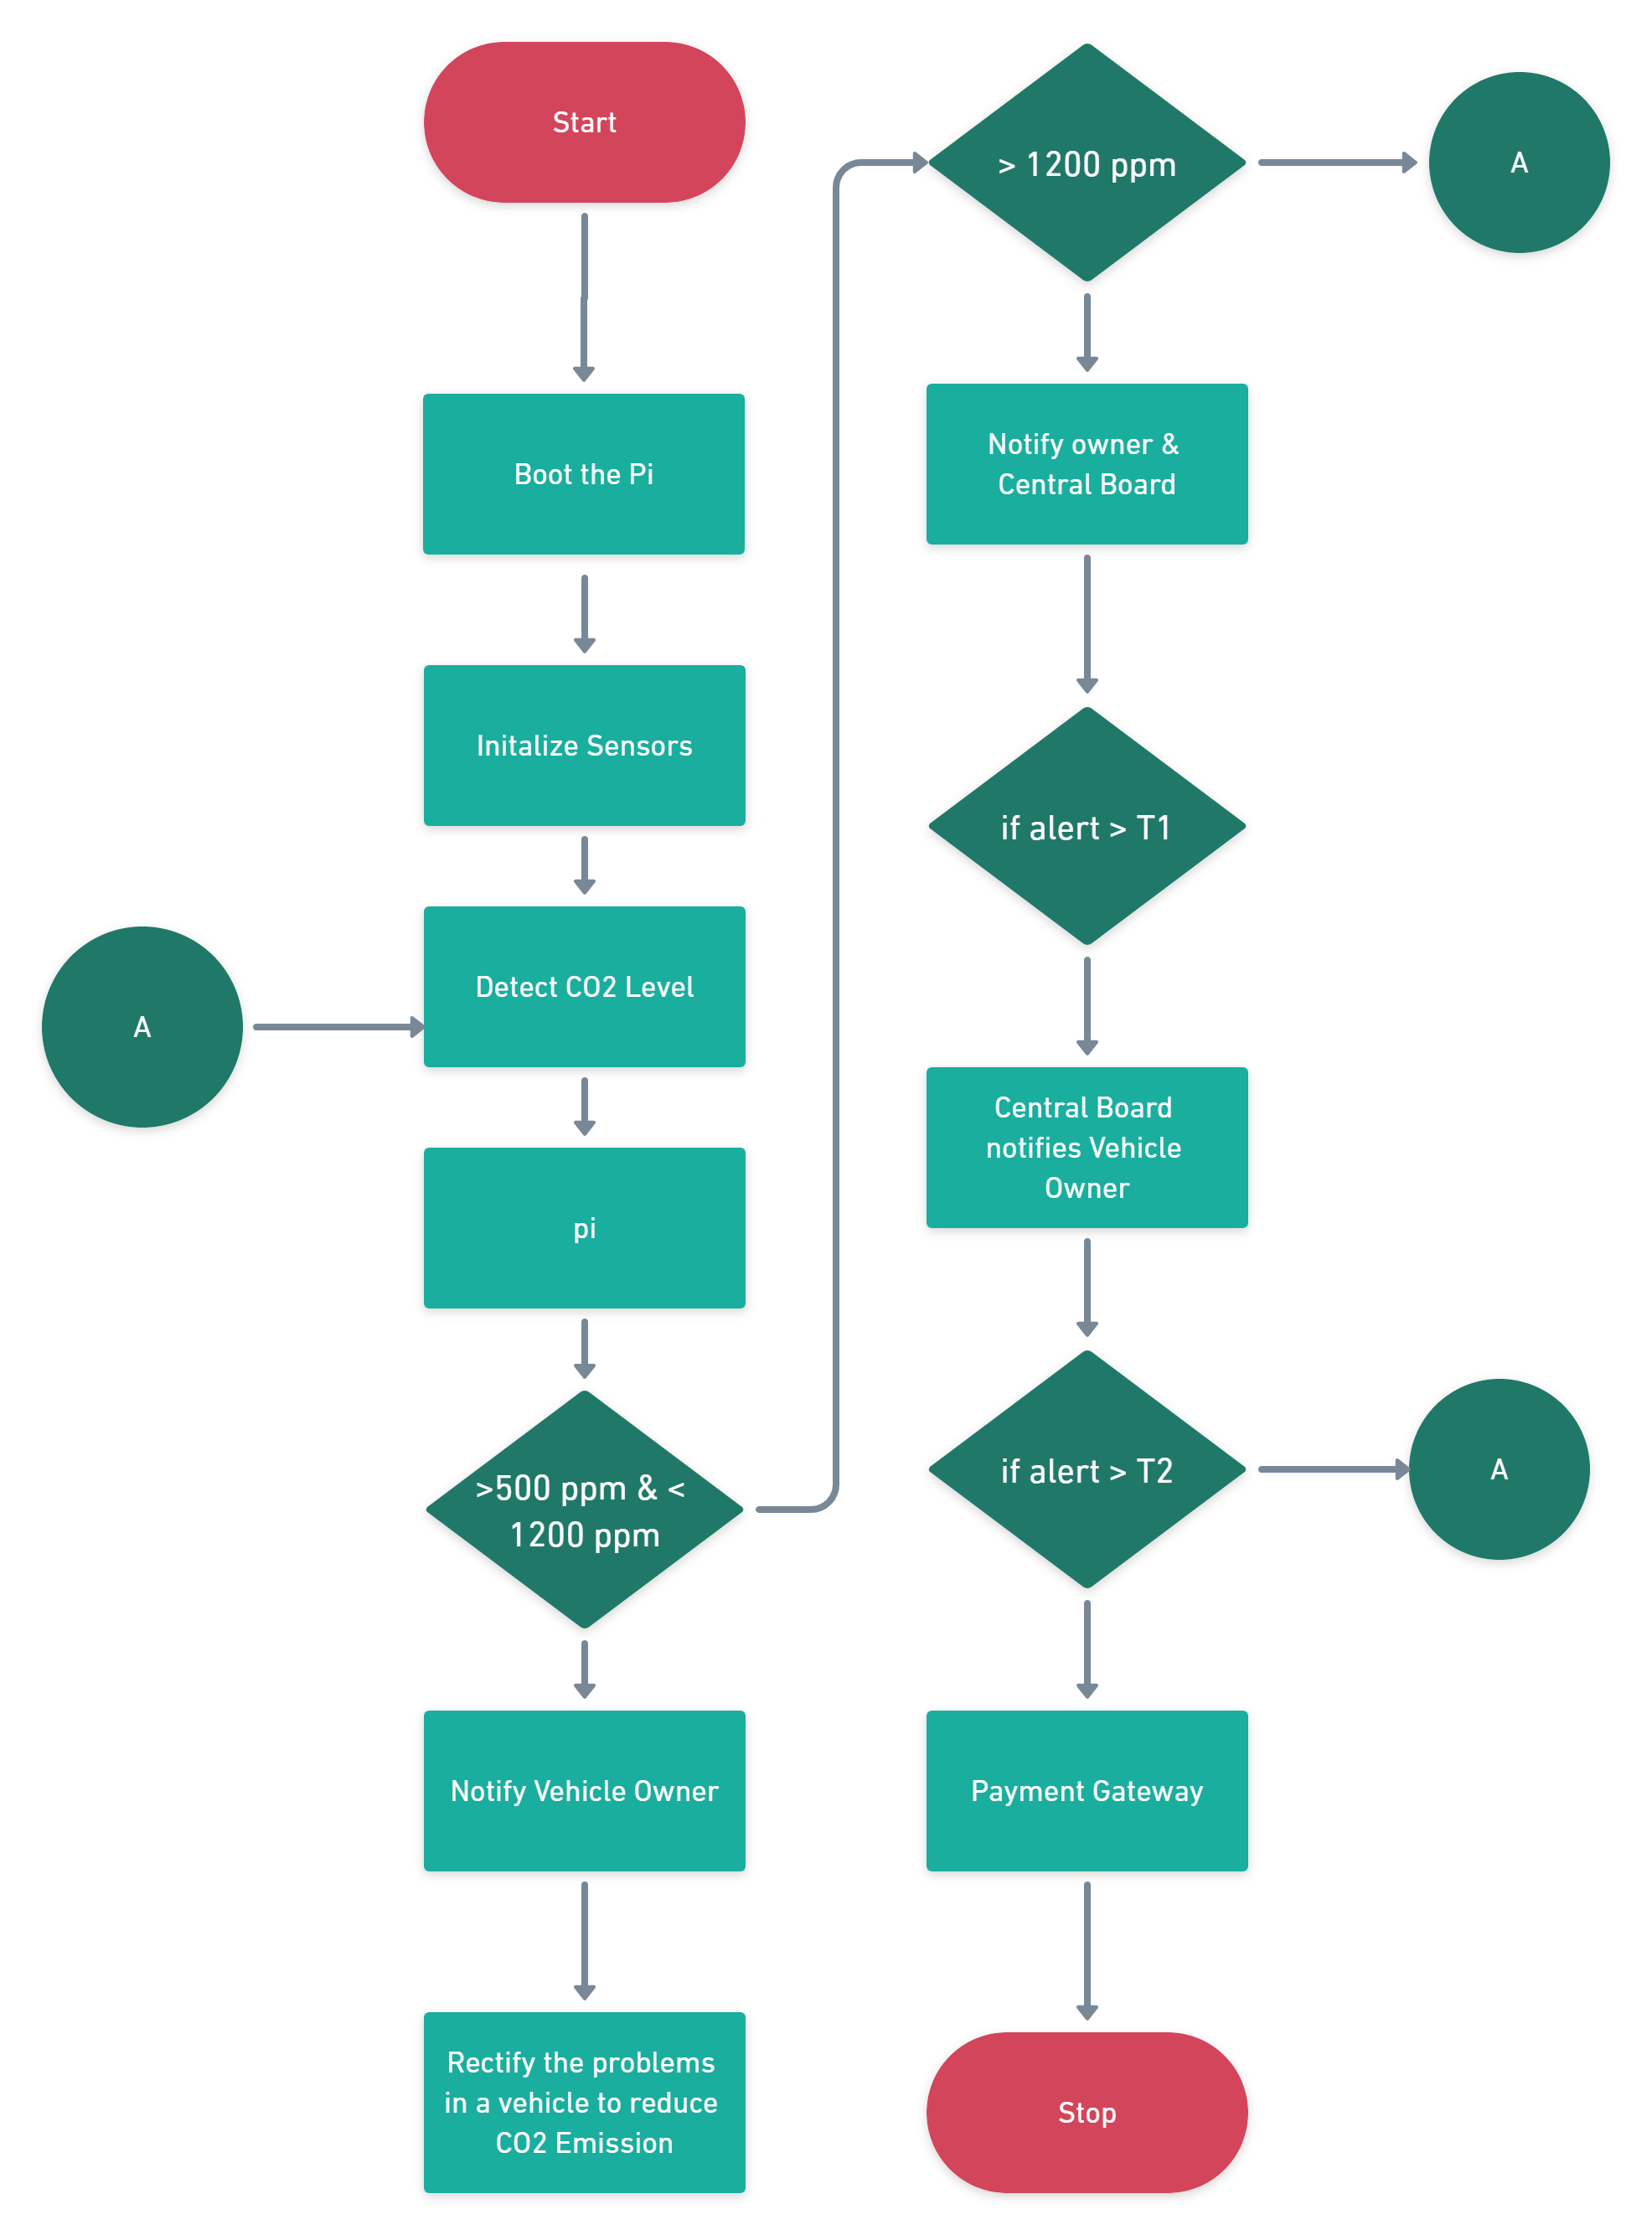 Start
Boot the Pi
Initalize Sensors
Detect CO2 Level
A
pi
>500 ppm & <
1200 ppm
Notify Vehicle Owner
Rectify the problems
in a vehicle to reduce
CO2 Emission
> 1200 ppm
A
Notify owner &
Central Board
if alert > T1
Central Board
notifies Vehicle
Owner
if alert > T2
A
Payment Gateway
Stop